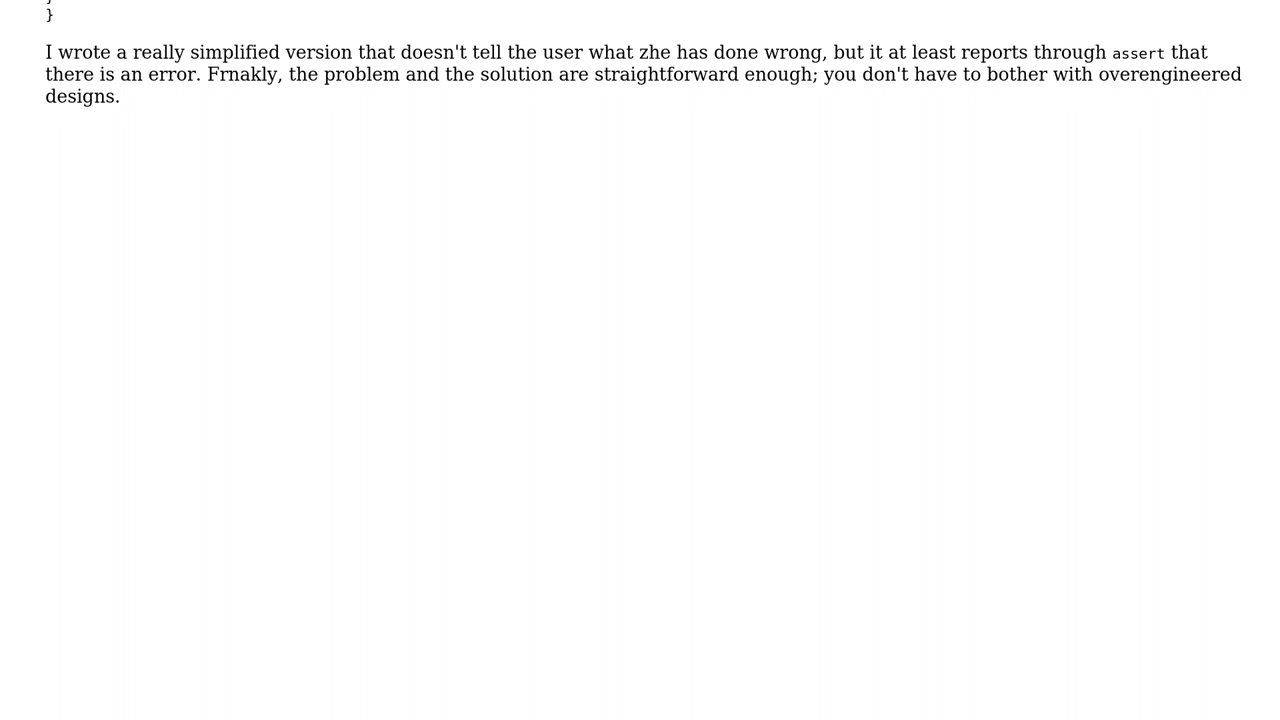 }
I wrote a really simplified version that doesn't tell the user what zhe has done wrong, but it at least reports through assert that
there is an error. Frnakly, the problem and the solution are straightforward enough; you don't have to bother with overengineered
designs.